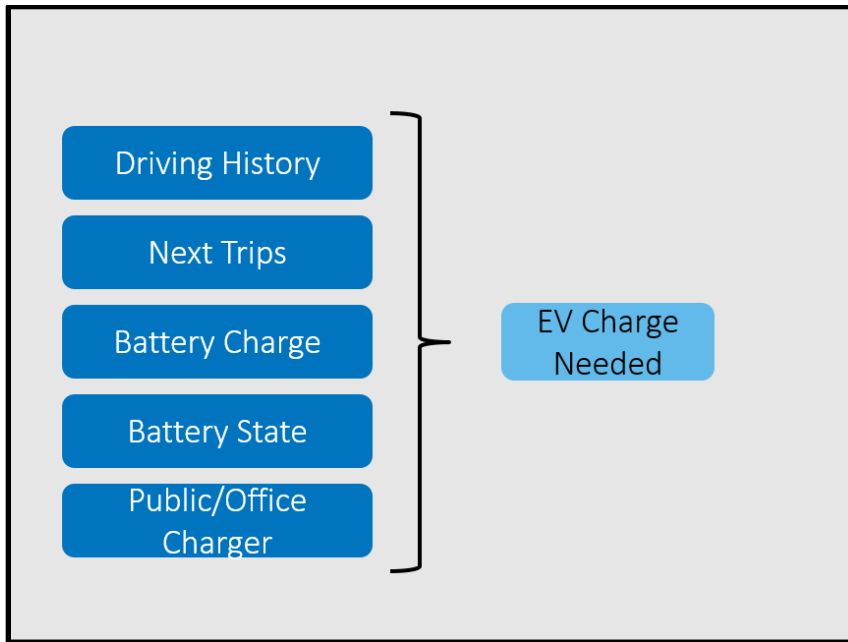 Driving History
Next Trips
Battery Charge
Battery State
Public/Office
Charger
EV Charge
Needed